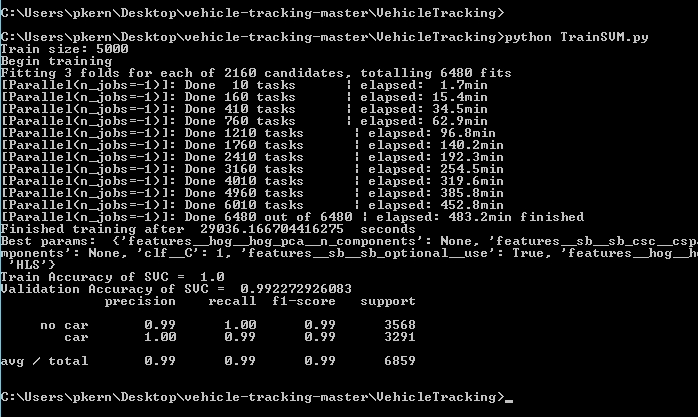 C:\Users\pkern\Desktop\vehicle-tracking-master\VehicleTracking>
C:\Users\pkern\Desktop\vehicle-tracking-master\VehicleTracking>python TrainSVM.py
Train size: 5000
Begin training
Fitting 3 folds for each of 2160 candidates, totalling 6480 fits
[Parallel(n_jobs=-1)]: Done  10 tasks      | elapsed:  1.7min
[Parallel(n_jobs=-1)]: Done 160 tasks      | elapsed: 15.4min
[Parallel(n_jobs=-1)]: Done 410 tasks      | elapsed: 34.5min
[Parallel(n_jobs=-1)]: Done 760 tasks      | elapsed: 62.9min
[Parallel(n_jobs=-1)]: Done 1210 tasks      | elapsed: 96.8min
[Parallel(n_jobs=-1)]: Done 1760 tasks      | elapsed: 140.2min
[Parallel(n_jobs=-1)]: Done 2410 tasks      | elapsed: 192.3min
[Parallel(n_jobs=-1)]: Done 3160 tasks      | elapsed: 254.5min
[Parallel(n_jobs=-1)]: Done 4010 tasks      | elapsed: 319.6min
[Parallel(n_jobs=-1)]: Done 4960 tasks      | elapsed: 385.8min
[Parallel(n_jobs=-1)]: Done 6010 tasks      | elapsed: 452.8min
[Parallel(n_jobs=-1)]: Done 6480 out of 6480 | elapsed: 483.2min finished
Finished training after  29036.166704416275  seconds
Best params:  {'features__hog__hog_pca__n_components': None, 'features__sb__sb_csc__csp
mponents': None, 'clf__C': 1, 'features__sb__sb_optional__use': True, 'features__hog__h
'HLS'}
Train Accuracy of SVC =  1.0
Validation Accuracy of SVC =  0.992272926083
precision    recall  f1-score   support
no car       0.99      1.00      0.99      3568
car       1.00      0.99      0.99      3291
avg / total       0.99      0.99      0.99      6859
C:\Users\pkern\Desktop\vehicle-tracking-master\VehicleTracking>_